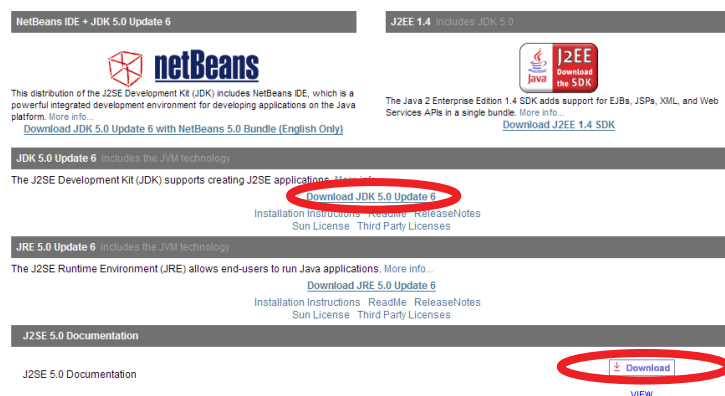 NetBeans IDE + JDK 5.0 Update 6
netBeans
This distribution of the J2SE Development Kit (JDK) includes NetBeans IDE, which is a
powerful integrated development environment for developing applications on the Java
platform. More info...
Download JDK 5.0 Update 6 with NetBeans 5.0 Bundle (English Only)
J2EE 1.4 includes JDK 5.0
Java
J2EE
Download
the SDK
The Java 2 Enterprise Edition 1.4 SDK adds support for EJBs, JSPs, XML, and Web
Services APIs in a single bundle. More info...
Download J2EE 1.4 SDK
JDK 5.0 Update 6 includes the JVM technology
The J2SE Development Kit (JDK) supports creating J2SE applications. More info...
Download JDK 5.0 Update 6
Installation Instructions ReadMe ReleaseNotes
Sun License Third Party Licenses
JRE 5.0 Update 6 includes the JVM technology
The J2SE Runtime Environment (JRE) allows end-users to run Java applications. More info...
Download JRE 5.0 Update 6
Installation Instructions ReadMe ReleaseNotes
Sun License Third Party Licenses
J2SE 5.0 Documentation
J2SE 5.0 Documentation
Download
VIEW